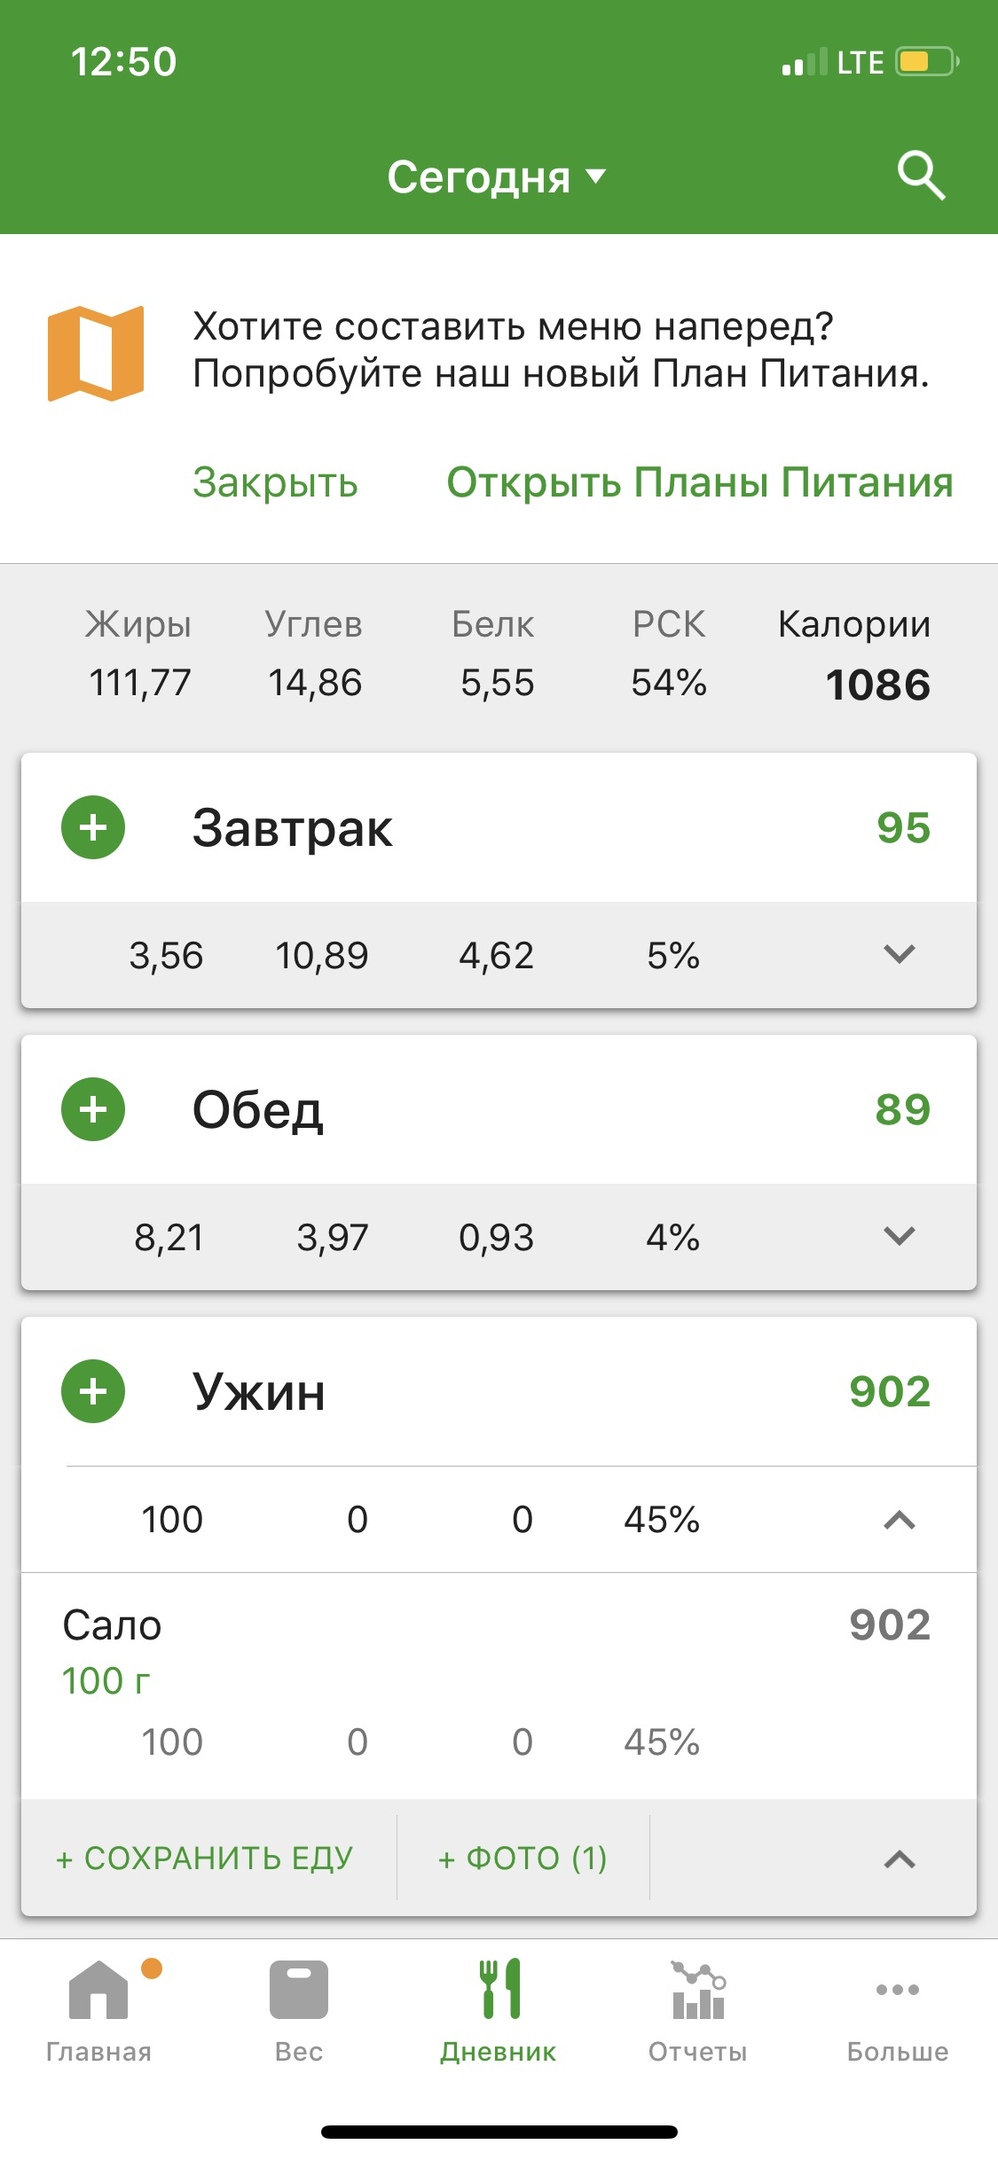 12:50
LTE
Сегодня
Хотите составить меню наперед?
Попробуйте наш новый План Питания.
Закрыть Открыть Планы Питания
Жиры Углев Белк РСК Калории
111,77 14,86 5,55 54% 1086
+ Завтрак 95
3,56 10,89 4,62 5%
+ Обед 89
8,21 3,97 0,93 4%
+ Ужин 902
100 0 0 45%
Сало 902
100 г
100 0 0 45%
+ СОХРАНИТЬ ЕДУ + ФОТО (1)
Главная Вес Дневник Отчеты Больше